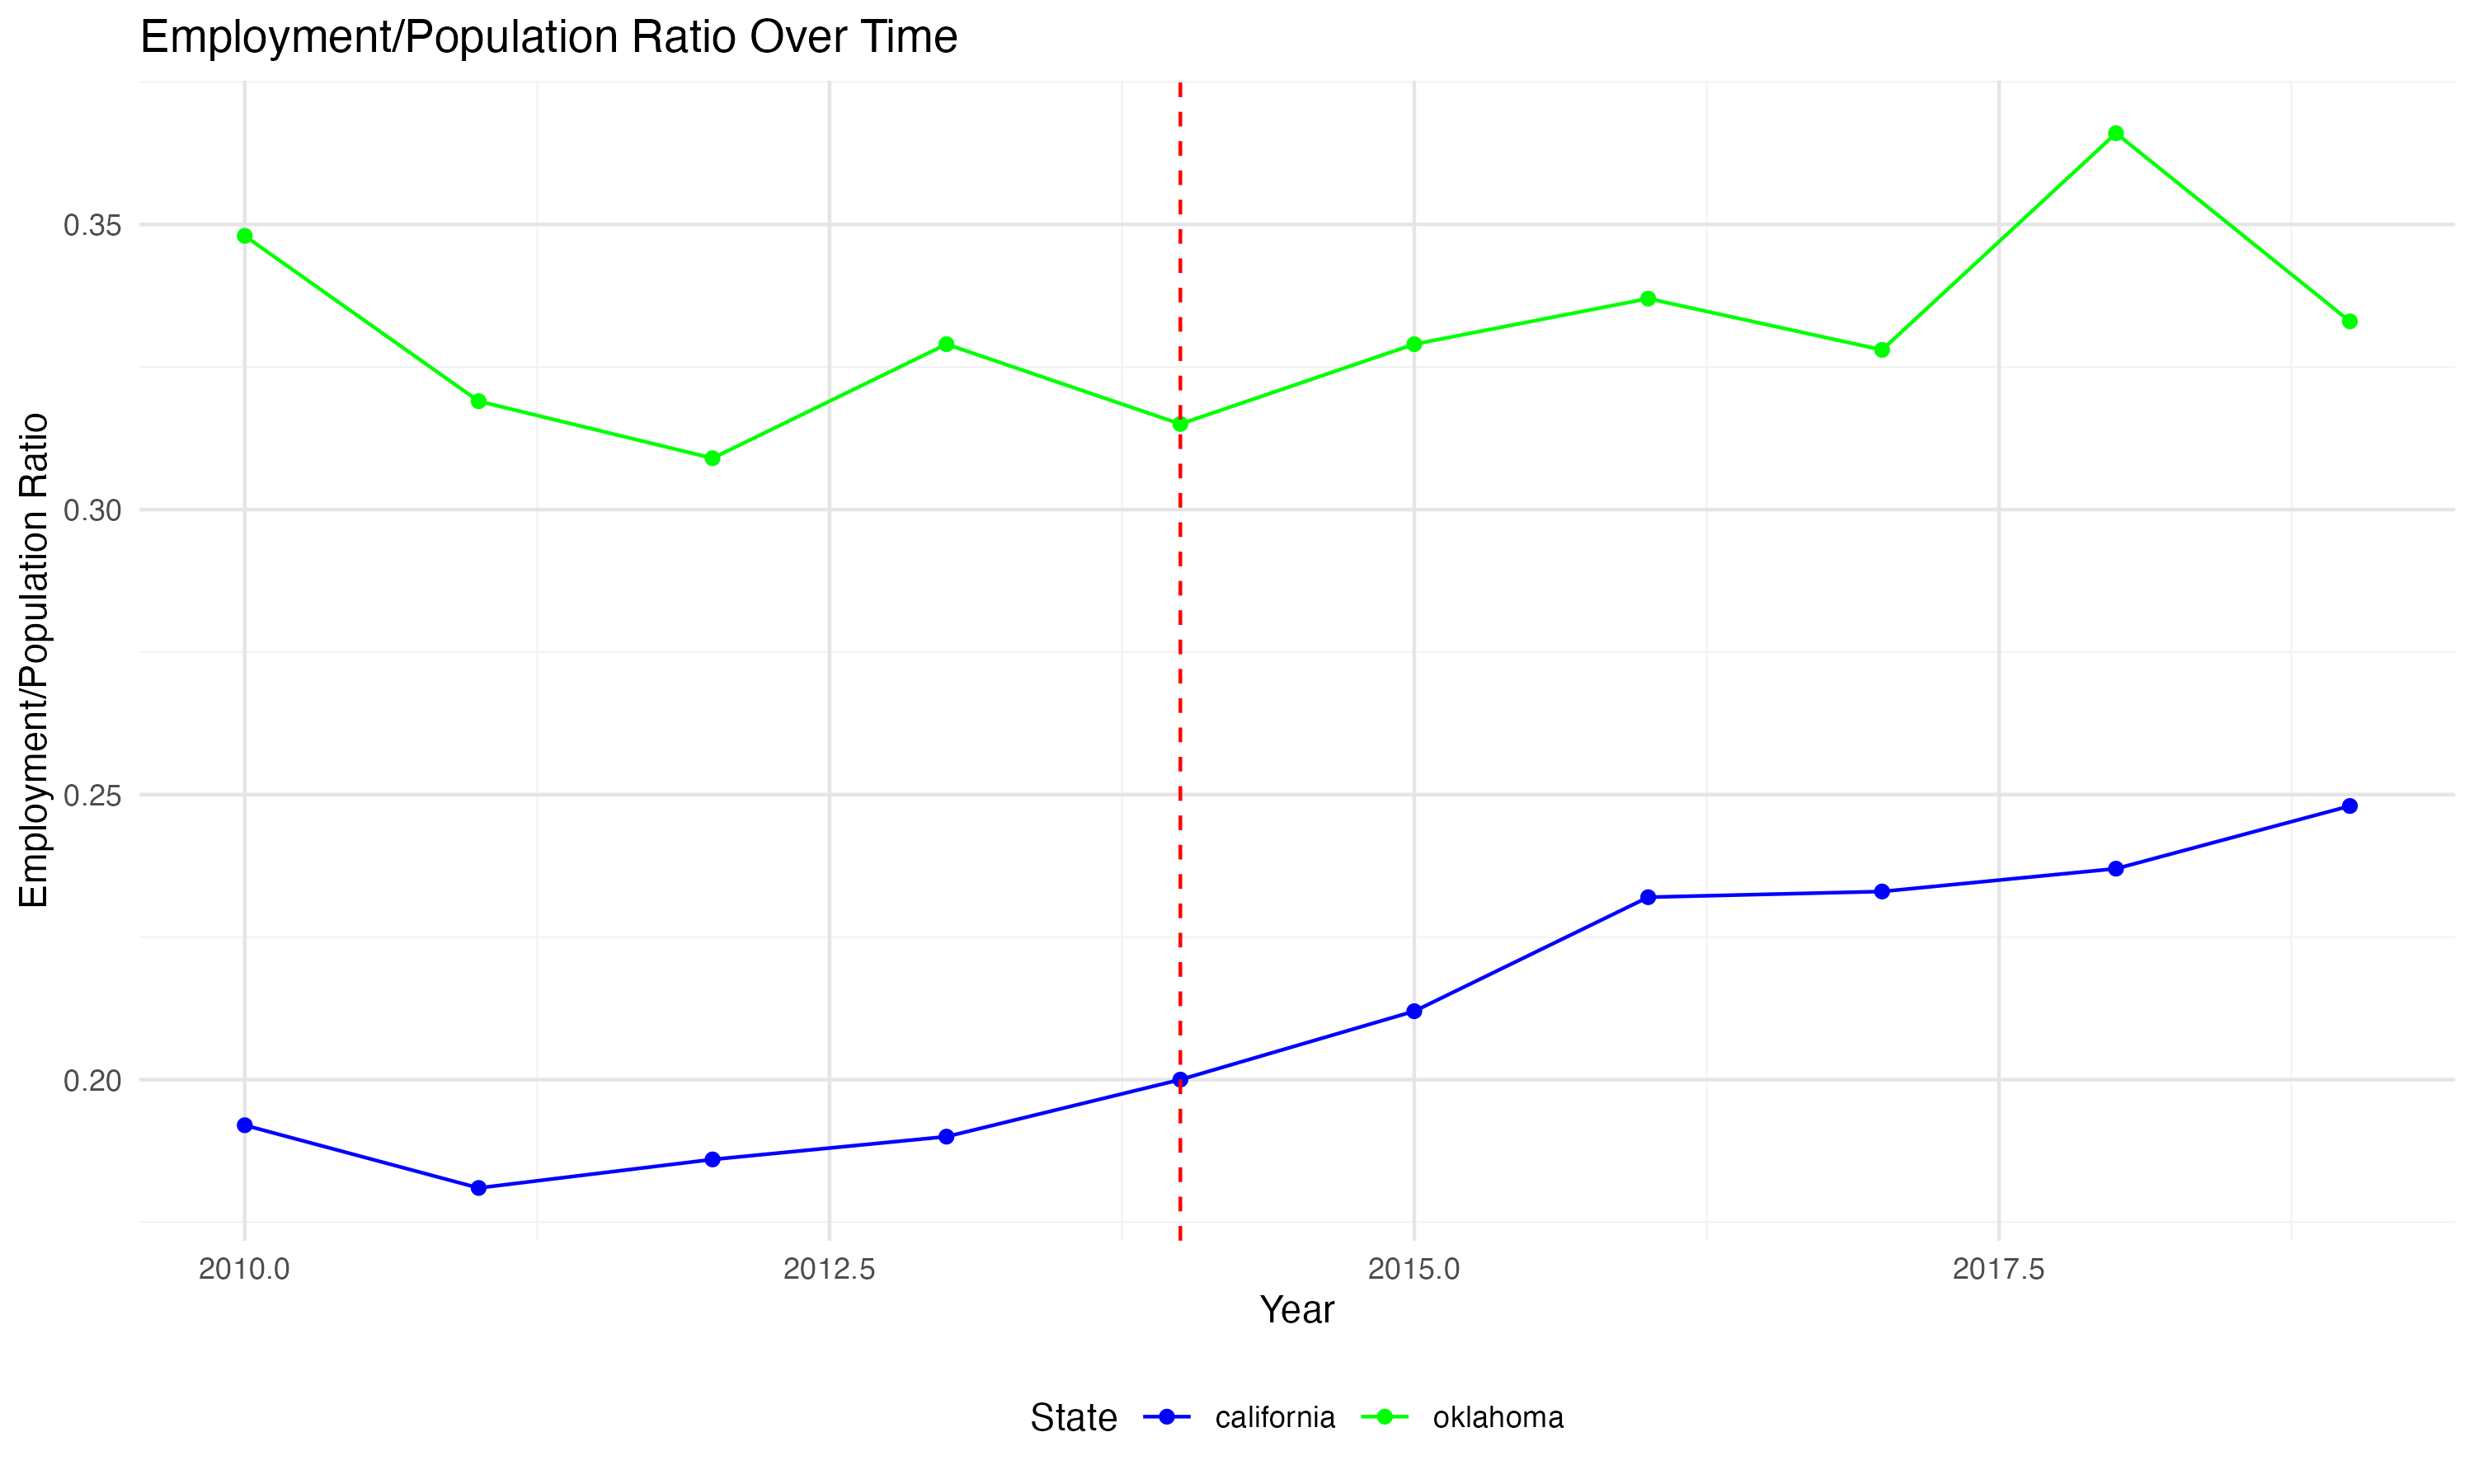 Employment/Population Ratio Over Time
Employment/Population Ratio
0.35
0.30
0.25
0.20
2010.0 2012.5 2015.0 2017.5
Year
State california oklahoma